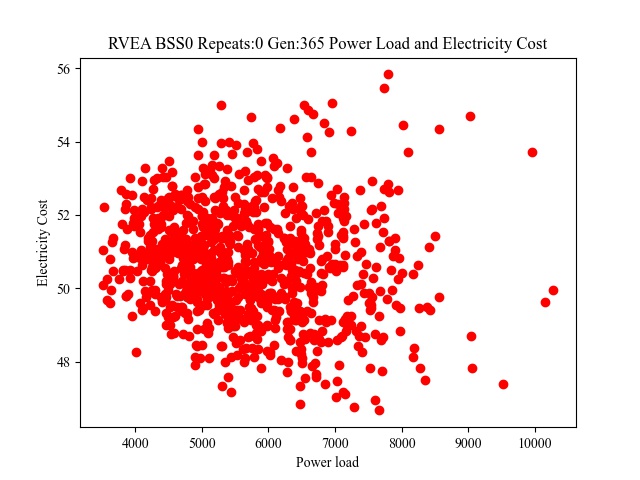 RVEA BSS0 Repeats:0 Gen:365 Power Load and Electricity Cost
56
54
52
50
48
Electricity Cost
4000 5000 6000 7000 8000 9000 10000
Power load